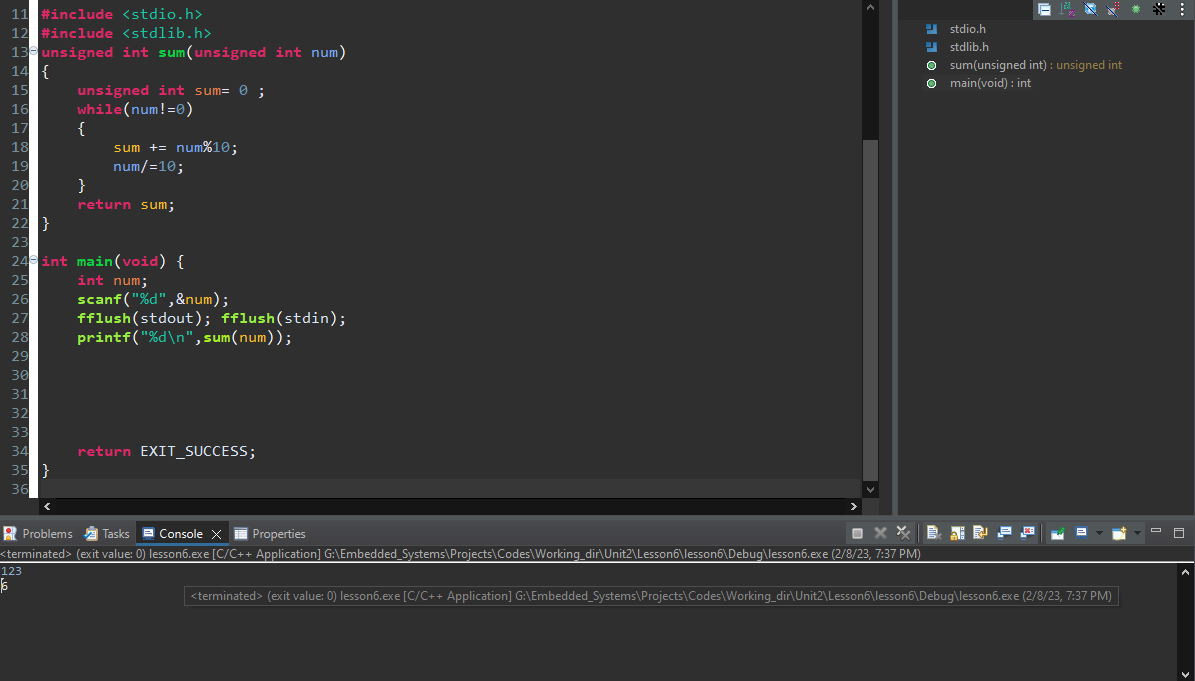 11 #include <stdio.h>
12 #include <stdlib.h>
13 unsigned int sum(unsigned int num)
14 {
15     unsigned int sum= 0 ;
16     while(num!=0)
17     {
18         sum += num%10;
19         num/=10;
20     }
21     return sum;
22 }
23
24 int main(void) {
25     int num;
26     scanf("%d",&num);
27     fflush(stdout); fflush(stdin);
28     printf("%d\n",sum(num));
29
30
31
32
33
34     return EXIT_SUCCESS;
35 }
36
stdio.h
stdlib.h
sum(unsigned int) : unsigned int
main(void) : int
Problems Tasks Console Properties
<terminated> (exit value: 0) lesson6.exe [C/C++ Application] G:\Embedded_Systems\Projects\Codes\Working_dir\Unit2\Lesson6\lesson6\Debug\lesson6.exe (2/8/23, 7:37 PM)
123
6
<terminated> (exit value: 0) lesson6.exe [C/C++ Application] G:\Embedded_Systems\Projects\Codes\Working_dir\Unit2\Lesson6\lesson6\Debug\lesson6.exe (2/8/23, 7:37 PM)